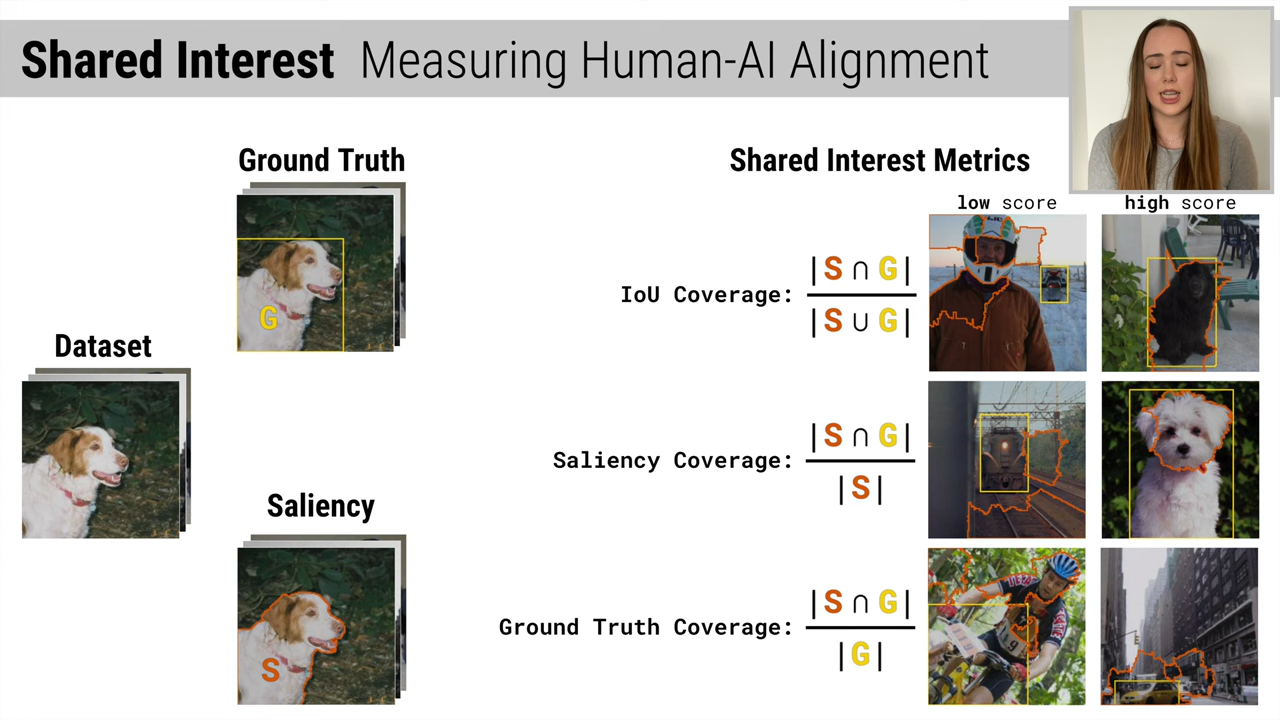 Shared Interest Measuring Human-AI Alignment
Ground Truth
G
Dataset
Saliency
S
Shared Interest Metrics
low score
high score
IoU Coverage:
|S ∩ G|
|S ∪ G|
Saliency Coverage:
|S ∩ G|
|S|
Ground Truth Coverage:
|S ∩ G|
|G|